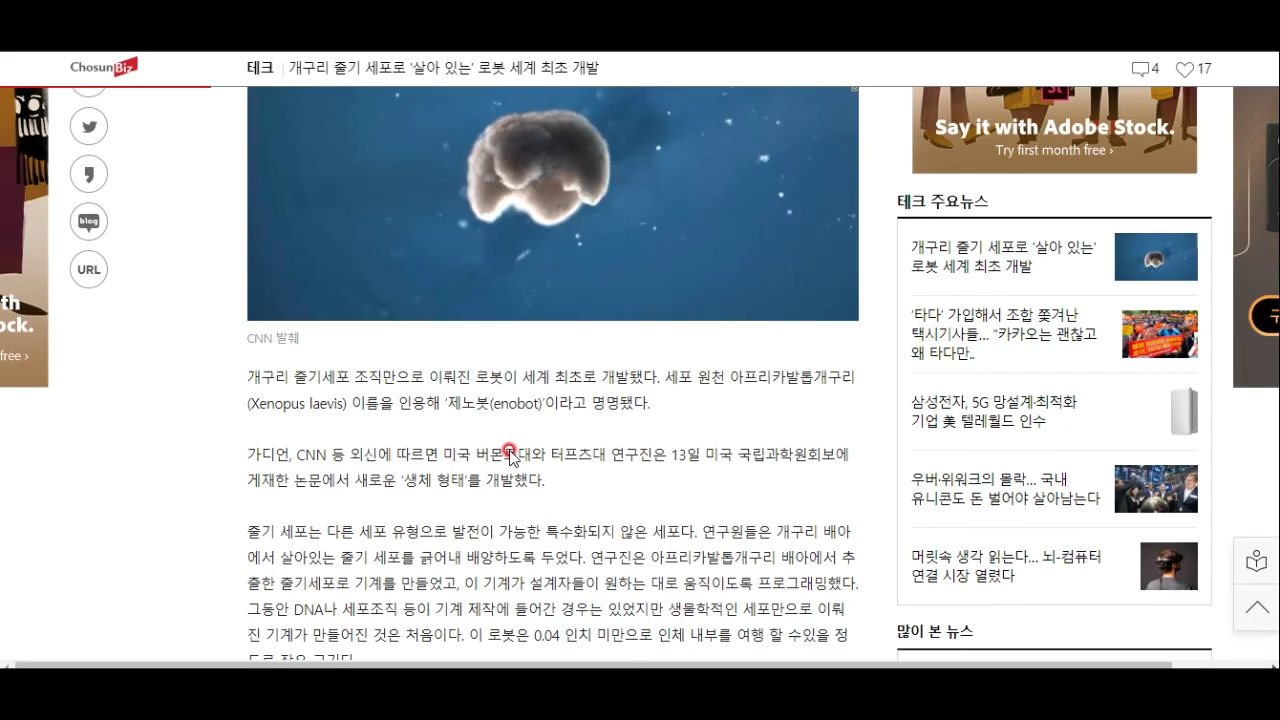 ChosunBiz
테크
개구리 줄기 세포로 '살아 있는' 로봇 세계 최초 개발
4
17
blog
URL
th
ock.
free ›
CNN 발췌
개구리 줄기세포 조직만으로 이뤄진 로봇이 세계 최초로 개발됐다. 세포 원천 아프리카발톱개구리
(Xenopus laevis) 이름을 인용해 '제노봇(enobot)'이라고 명명됐다.
가디언, CNN 등 외신에 따르면 미국 버몬트대와 터프츠대 연구진은 13일 미국 국립과학원회보에
게재한 논문에서 새로운 '생체 형태'를 개발했다.
줄기 세포는 다른 세포 유형으로 발전이 가능한 특수화되지 않은 세포다. 연구원들은 개구리 배아
에서 살아있는 줄기 세포를 긁어내 배양하도록 두었다. 연구진은 아프리카발톱개구리 배아에서 추
출한 줄기세포로 기계를 만들었고, 이 기계가 설계자들이 원하는 대로 움직이도록 프로그래밍했다.
그동안 DNA나 세포조직 등이 기계 제작에 들어간 경우는 있었지만 생물학적인 세포만으로 이뤄
진 기계가 만들어진 것은 처음이다. 이 로봇은 0.04 인치 미만으로 인체 내부를 여행 할 수있을 정
St
Say it with Adobe Stock.
Try first month free ›
테크 주요뉴스
개구리 줄기 세포로 '살아 있는'
로봇 세계 최초 개발
'타다' 가입해서 조합 쫓겨난
택시기사들... "카카오는 괜찮고
왜 타다만..
삼성전자, 5G 망설계·최적화
기업 美 텔레월드 인수
우버·위워크의 몰락... 국내
유니콘도 돈 벌어야 살아남는다
머릿속 생각 읽는다... 뇌-컴퓨터
연결 시장 열렸다
많이 본 뉴스